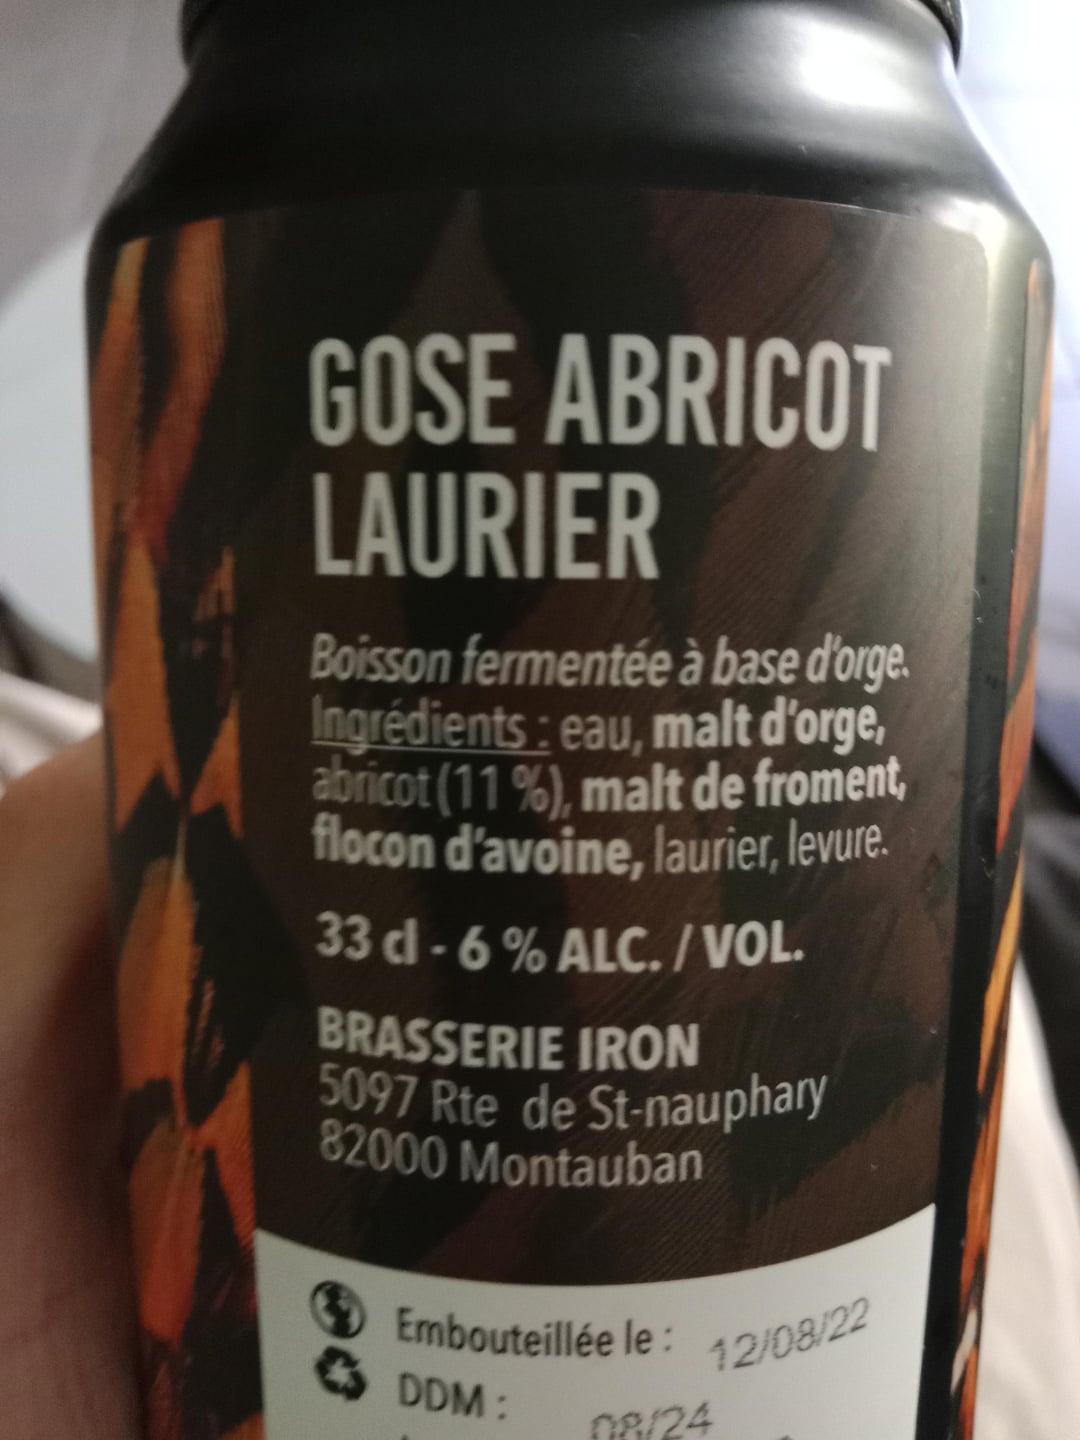 GOSE ABRICOT
LAURIER
Boisson fermentée à base d'orge.
Ingrédients : eau, malt d'orge,
abricot (11 %), malt de froment,
flocon d'avoine, laurier, levure.
33 cl - 6 % ALC. / VOL.
BRASSERIE IRON
5097 Rte de St-nauphary
82000 Montauban
Embouteillée le : 12/08/22
DDM : 08/24